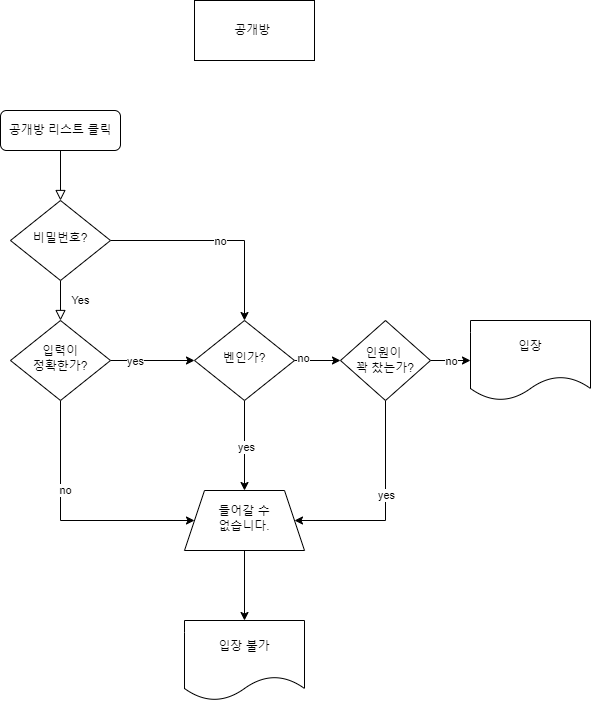 공개방
공개방 리스트 클릭
비밀번호?
no
Yes
입력이
정확한가?
yes
벤인가?
no
인원이
꽉 찼는가?
no
입장
yes
no
yes
들어갈 수
없습니다.
입장 불가